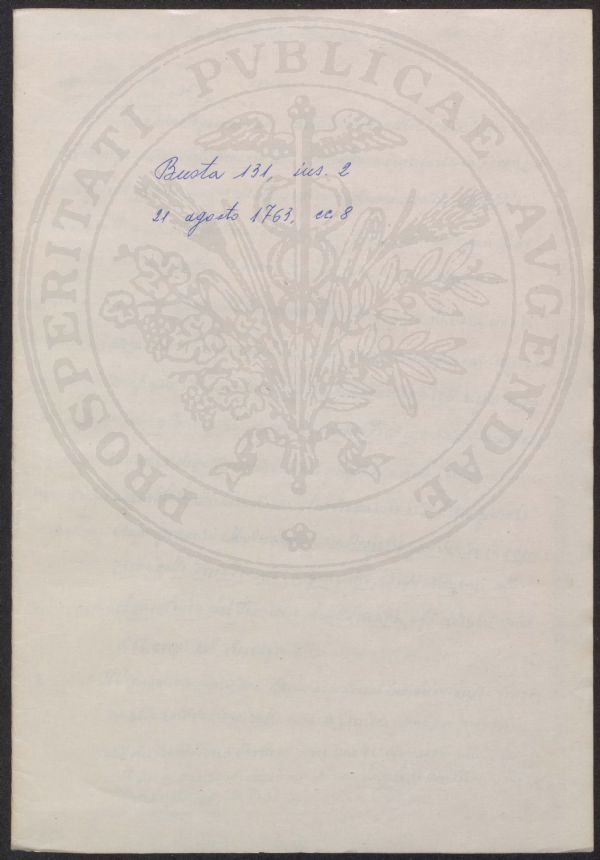 Busta 131, ins. 2
21 agosto 1763, cc. 8
PROSPERITATI PVBLICAE AVGENDAE